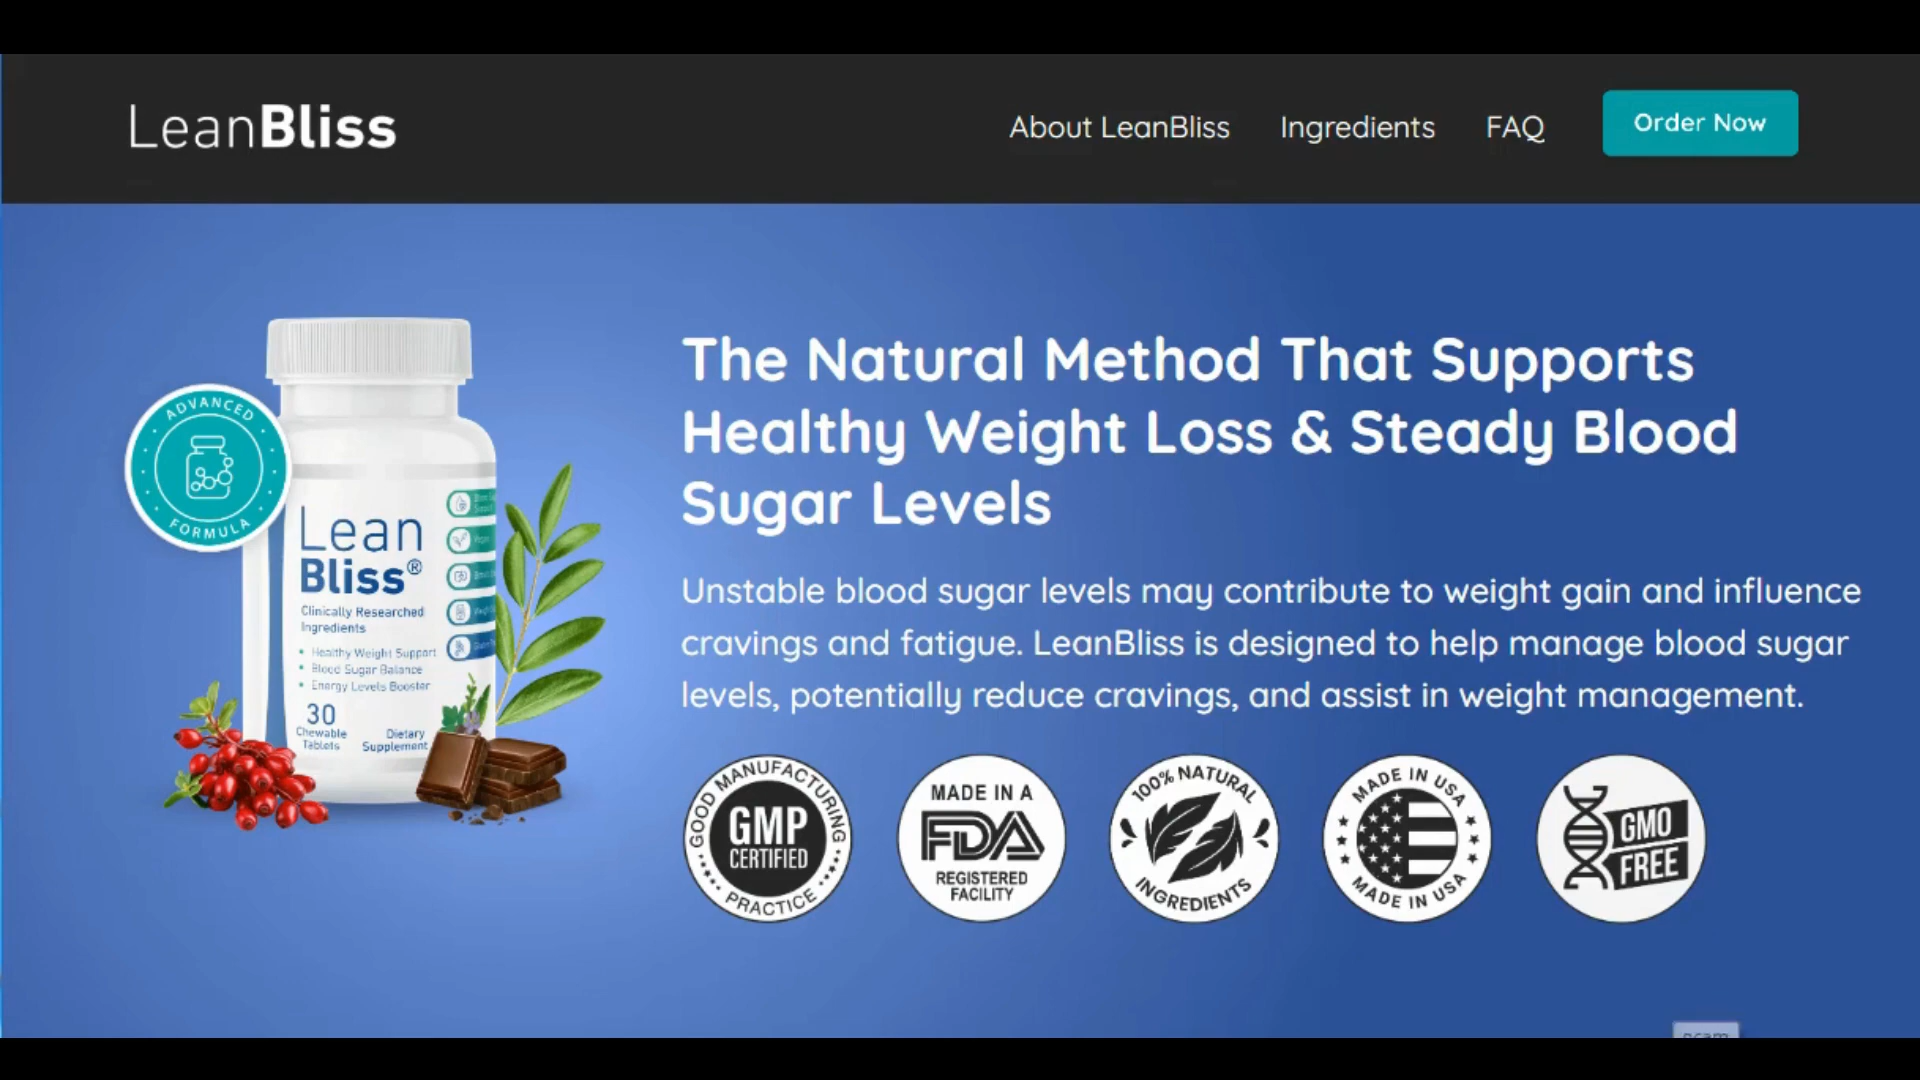 LeanBliss
About LeanBliss
Ingredients
FAQ
Order Now
ADVANCED
FORMULA
Lean
Bliss®
Clinically Researched
Ingredients
• Healthy Weight Support
• Blood Sugar Balance
• Energy Levels Booster
30
Chewable
Tablets
Dietary
Supplement
The Natural Method That Supports
Healthy Weight Loss & Steady Blood
Sugar Levels
Unstable blood sugar levels may contribute to weight gain and influence
cravings and fatigue. LeanBliss is designed to help manage blood sugar
levels, potentially reduce cravings, and assist in weight management.
GOOD MANUFACTURING
GMP
CERTIFIED
PRACTICE
MADE IN A
FDA
REGISTERED
FACILITY
100% NATURAL
INGREDIENTS
MADE IN USA
MADE IN USA
GMO
FREE